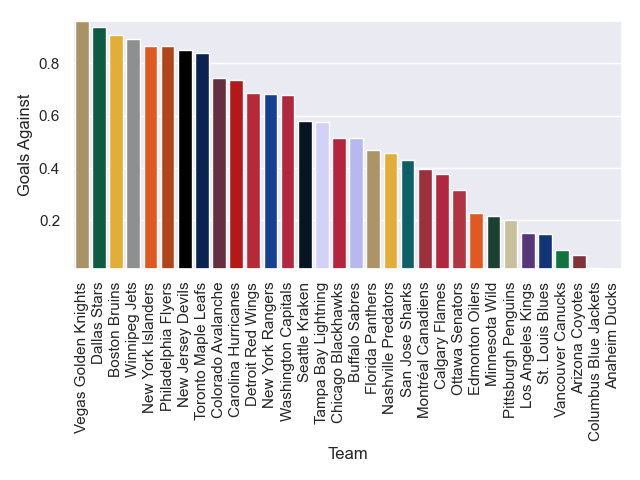 Goals Against
0.8
0.6
0.4
0.2
Vegas Golden Knights
Dallas Stars
Boston Bruins
Winnipeg Jets
New York Islanders
Philadelphia Flyers
New Jersey Devils
Toronto Maple Leafs
Colorado Avalanche
Carolina Hurricanes
Detroit Red Wings
New York Rangers
Washington Capitals
Seattle Kraken
Tampa Bay Lightning
Chicago Blackhawks
Buffalo Sabres
Florida Panthers
Nashville Predators
San Jose Sharks
Montréal Canadiens
Calgary Flames
Ottawa Senators
Edmonton Oilers
Minnesota Wild
Pittsburgh Penguins
Los Angeles Kings
St. Louis Blues
Vancouver Canucks
Arizona Coyotes
Columbus Blue Jackets
Anaheim Ducks
Team